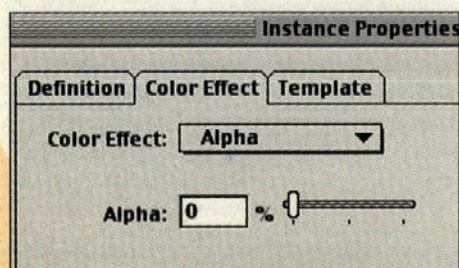 Instance Properties
Definition Color Effect Template
Color Effect: Alpha
Alpha: 0 %